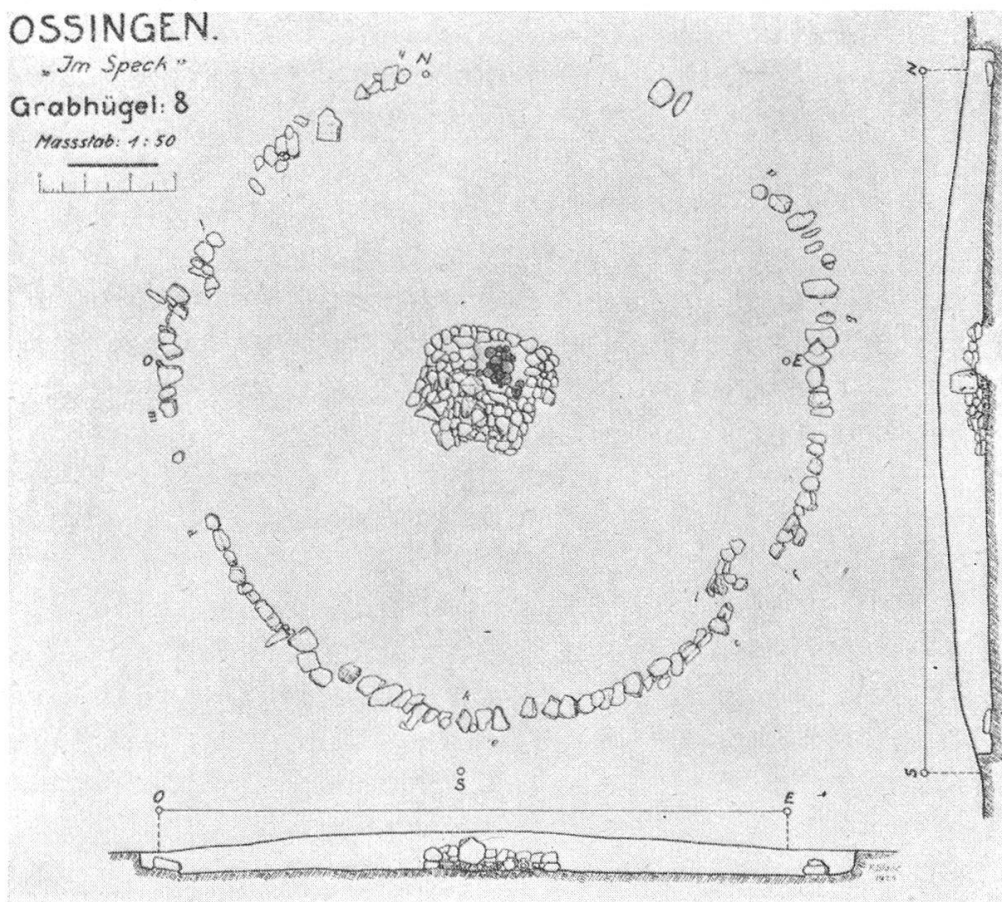 OSSINGEN.
„Im Speck”
Grabhügel: 8
Massstab: 1:50
N
O
E
S
N
S
O
E